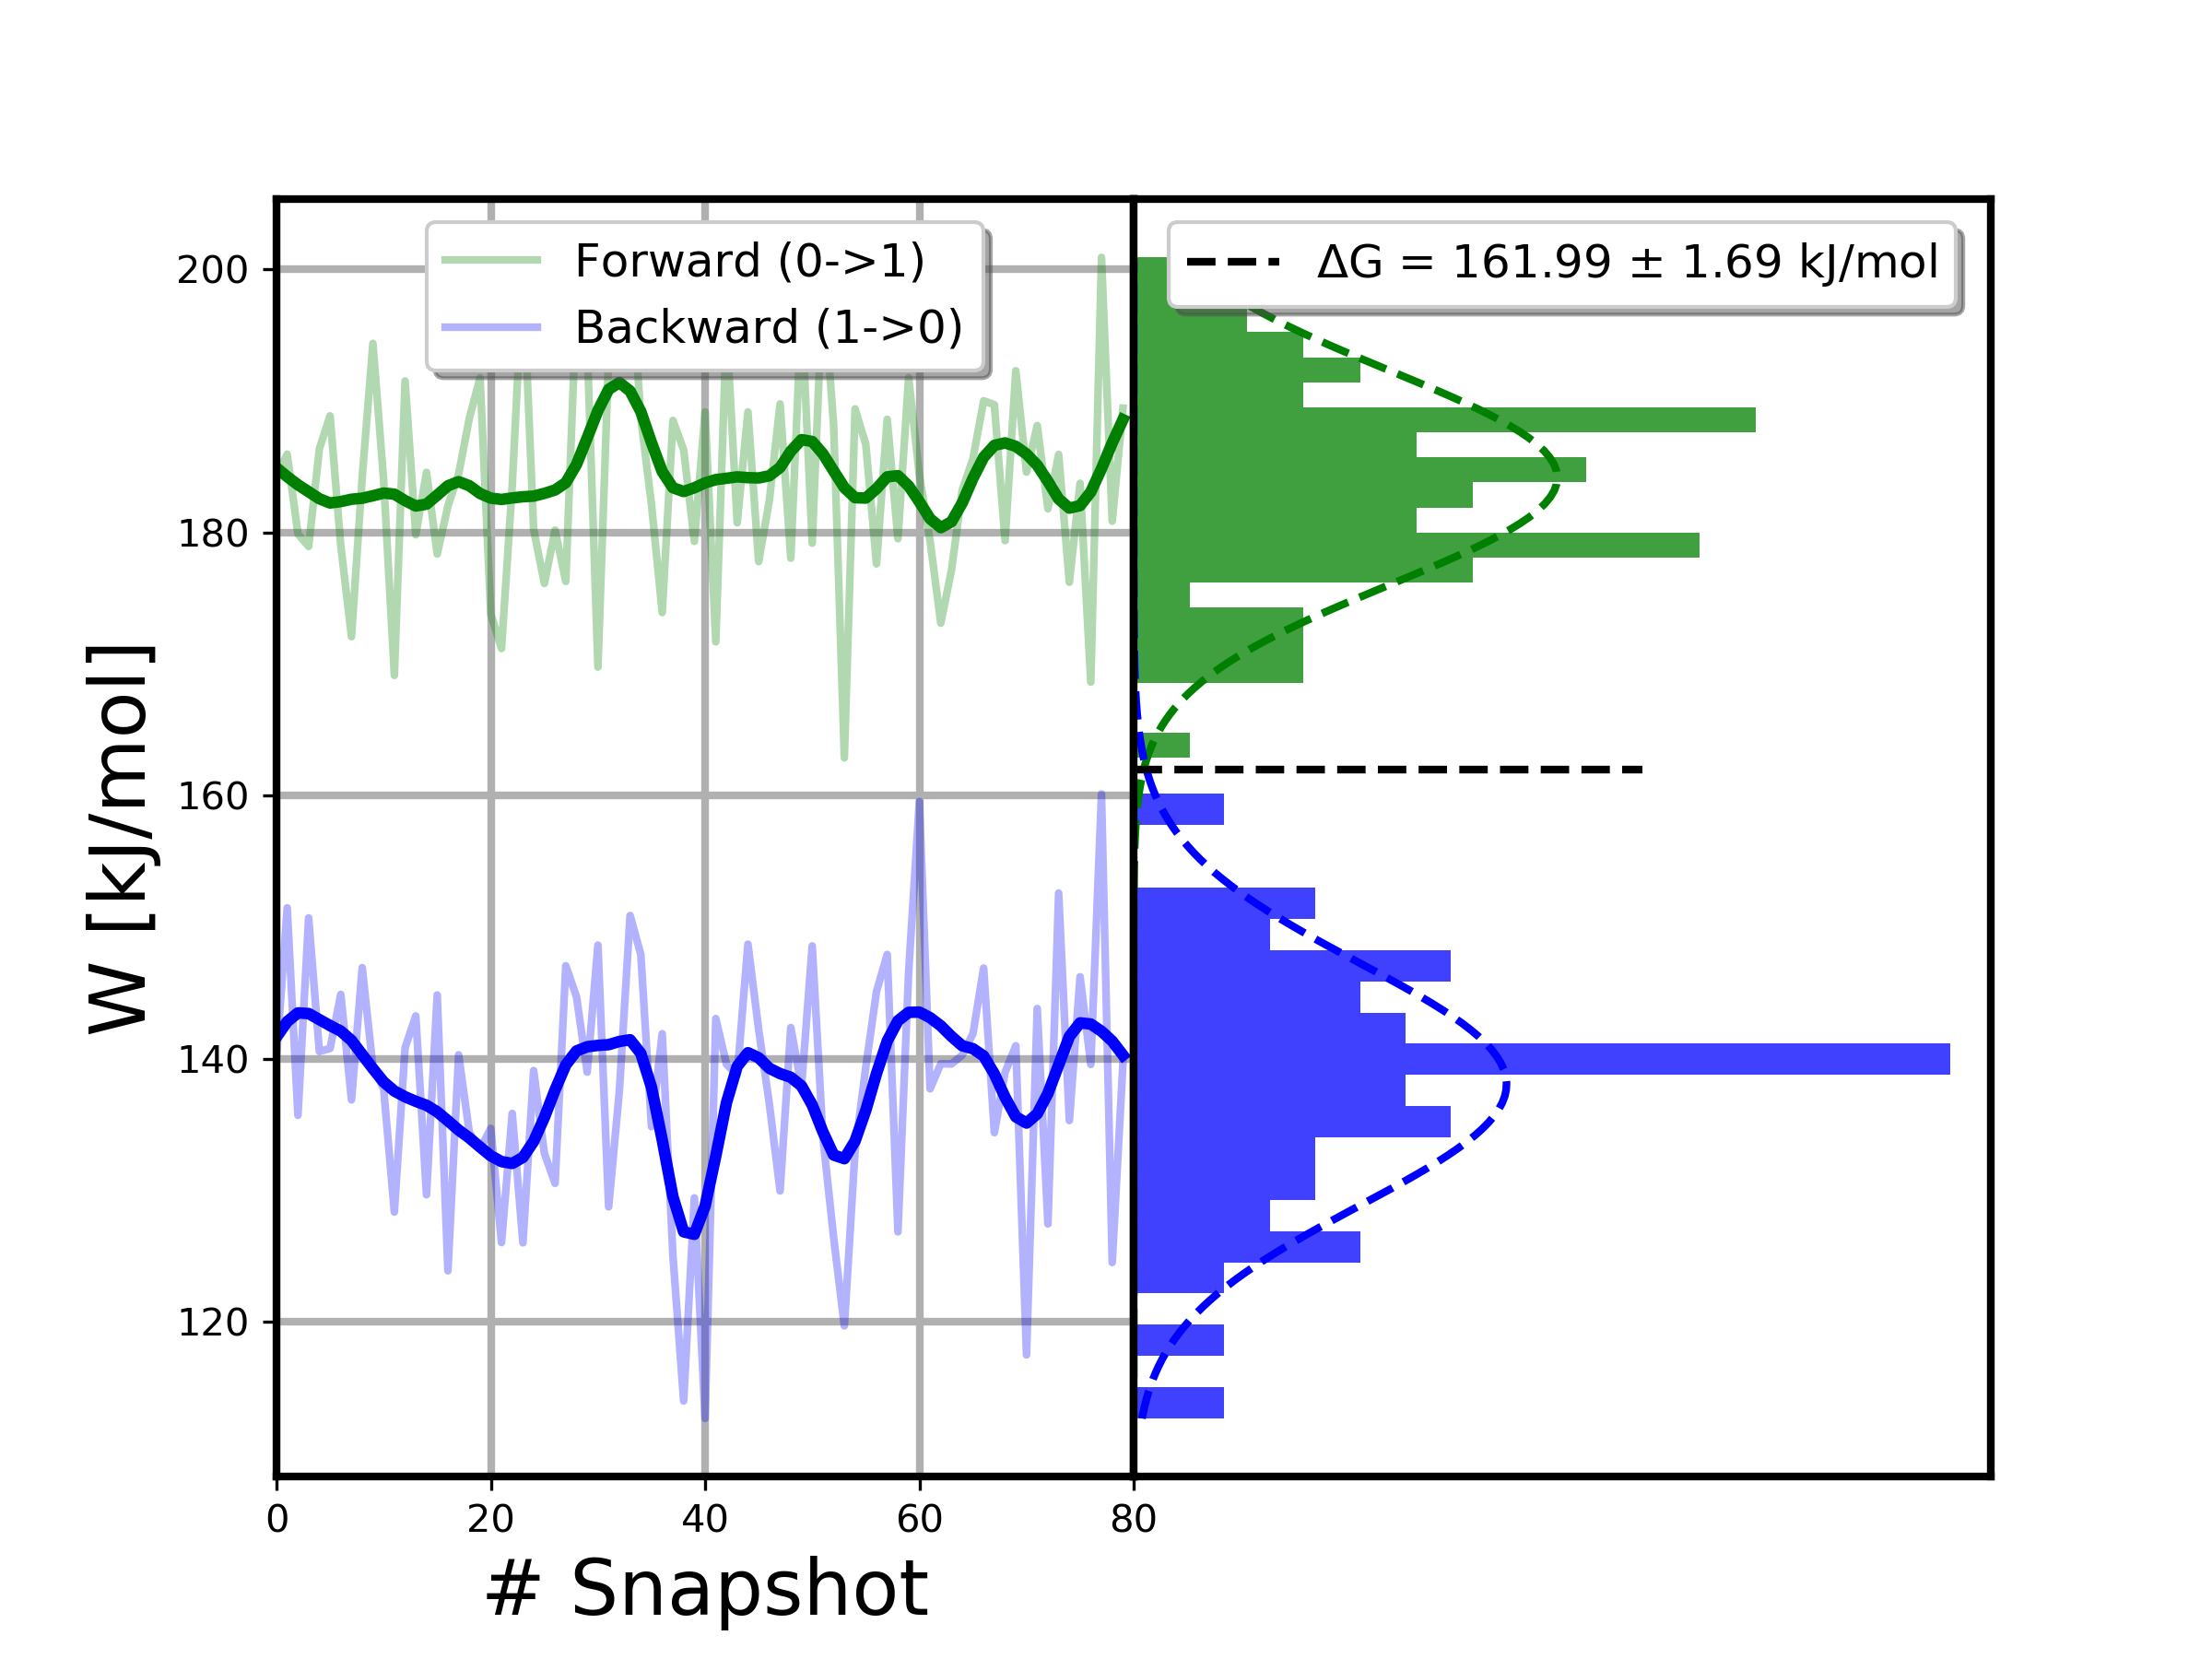 Forward (0->1)
Backward (1->0)
ΔG = 161.99 ± 1.69 kJ/mol
200
180
160
140
120
W [kJ/mol]
0
20
40
60
80
# Snapshot